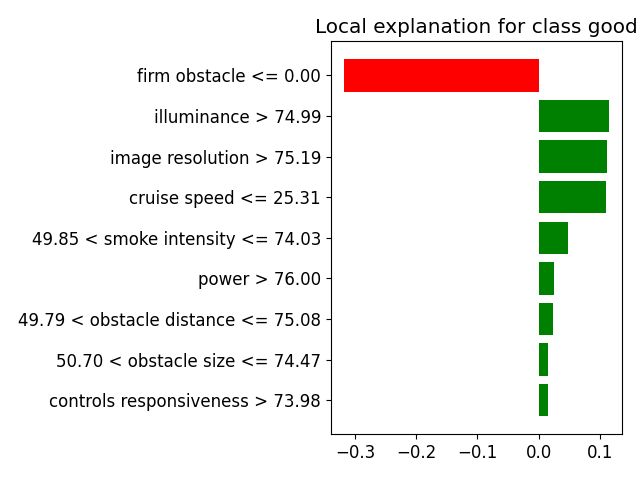 Local explanation for class good
firm obstacle <= 0.00
illuminance > 74.99
image resolution > 75.19
cruise speed <= 25.31
49.85 < smoke intensity <= 74.03
power > 76.00
49.79 < obstacle distance <= 75.08
50.70 < obstacle size <= 74.47
controls responsiveness > 73.98
−0.3 −0.2 −0.1 0.0 0.1